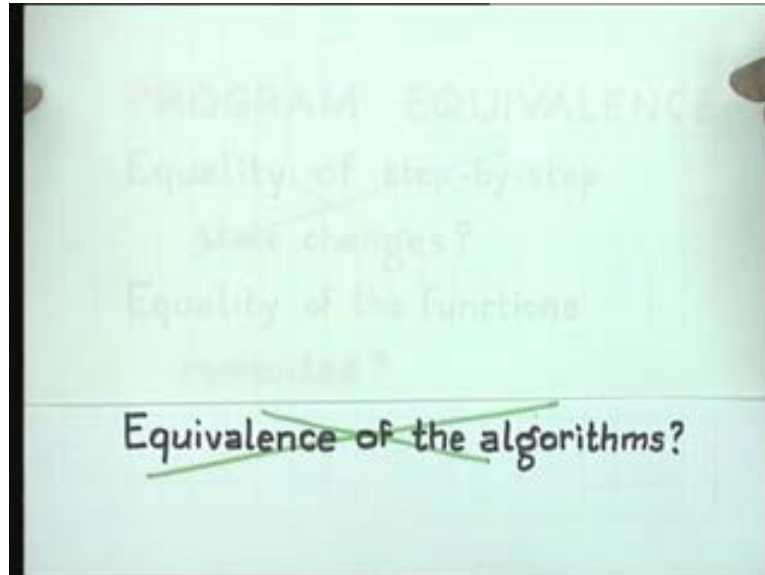 PROGRAM EQUIVALENCE
Equality of step-by-step
state changes?
Equality of the functions
computed?
Equivalence of the algorithms?